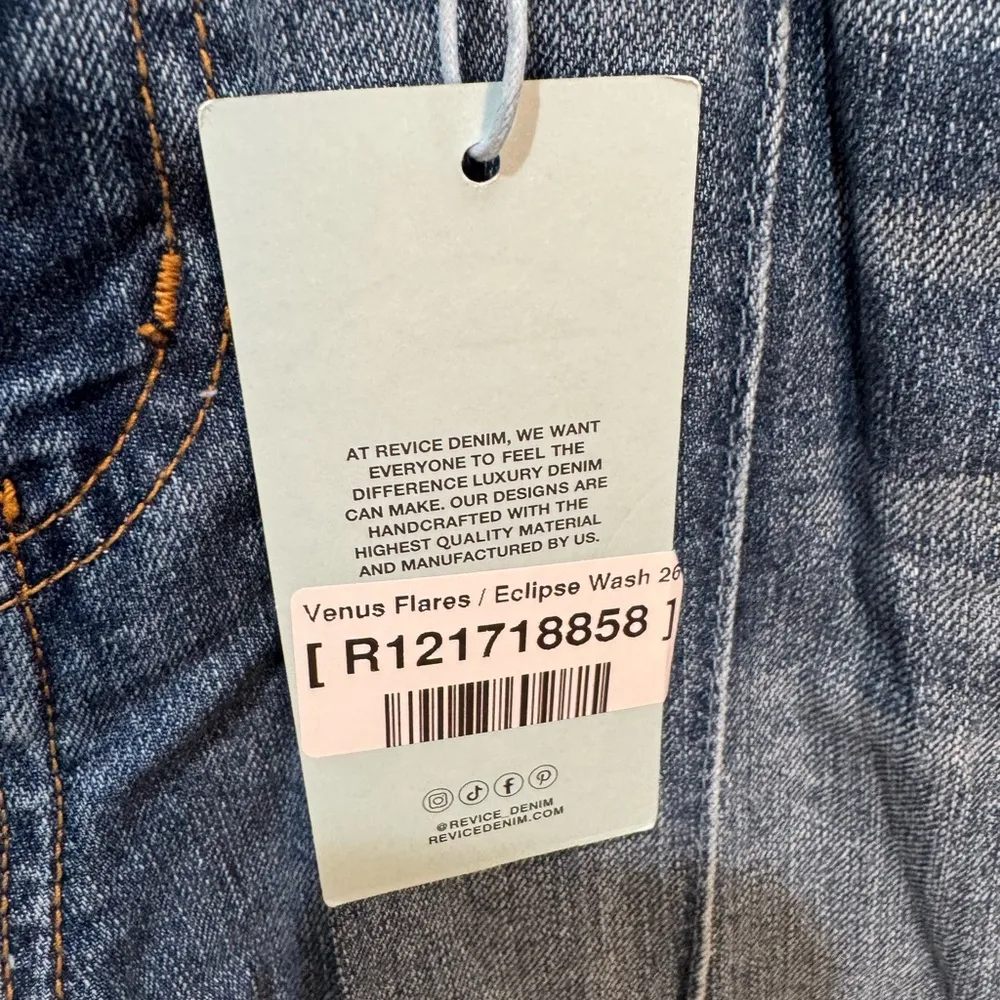 AT REVICE DENIM, WE WANT
EVERYONE TO FEEL THE
DIFFERENCE LUXURY DENIM
CAN MAKE. OUR DESIGNS ARE
HANDCRAFTED WITH THE
HIGHEST QUALITY MATERIAL
AND MANUFACTURED BY US.
Venus Flares / Eclipse Wash 26
[ R121718858 ]
@REVICE_DENIM
REVICEDENIM.COM